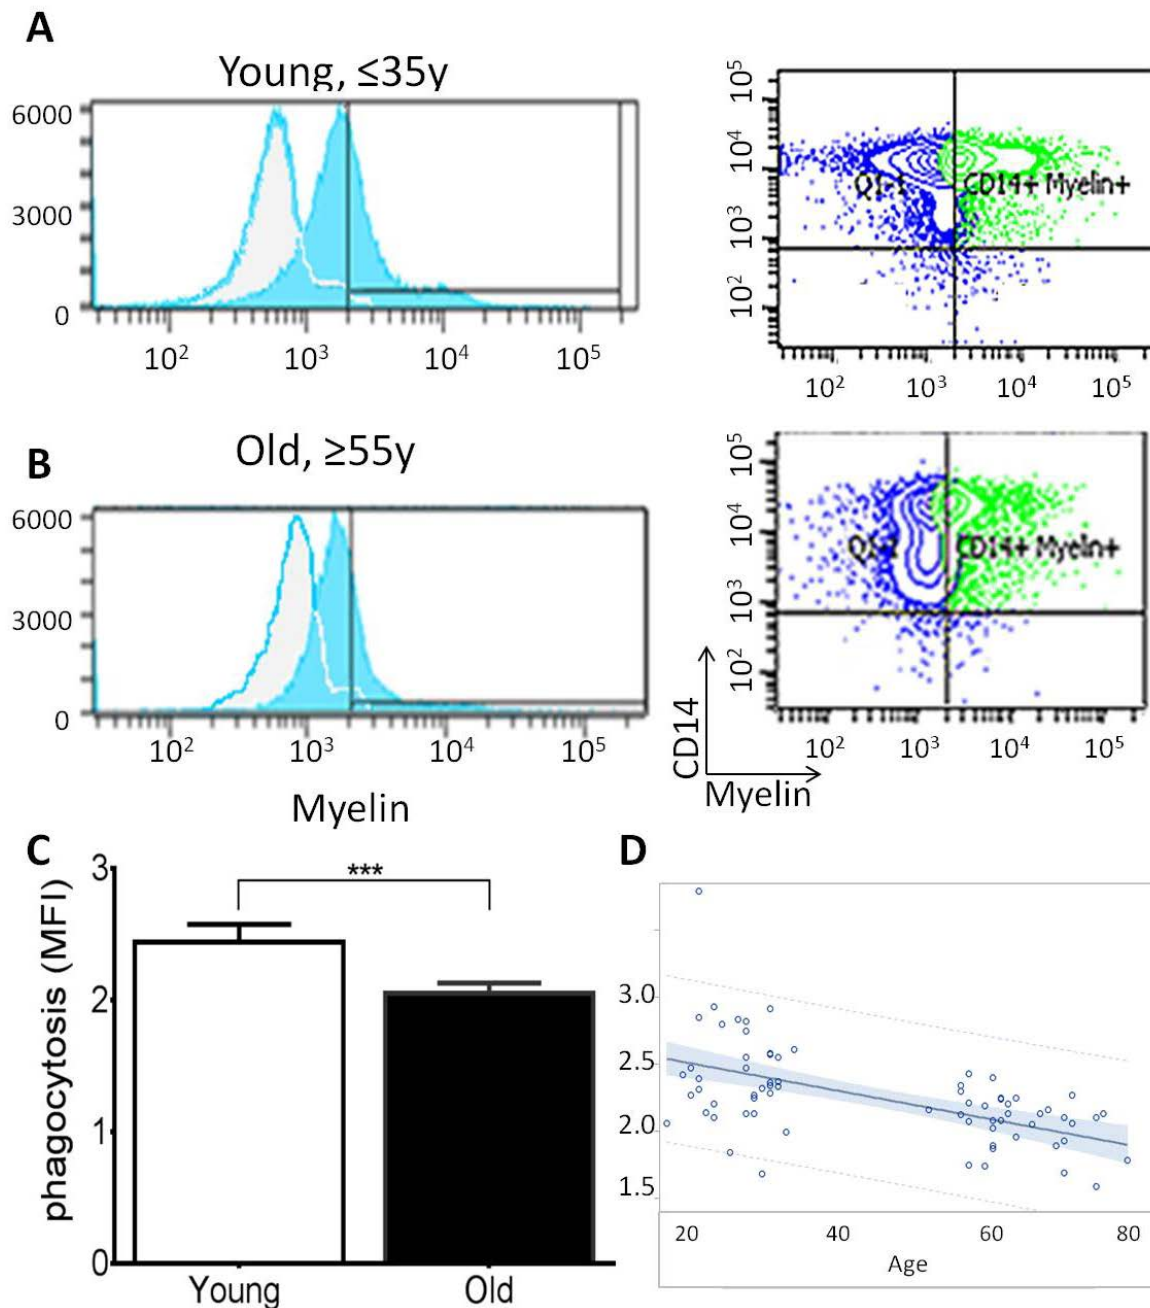 A
Young, ≤35y
6000
3000
0
10² 10³ 10⁴ 10⁵
10⁵
10⁴
10³
10²
Q1-1 CD14+ Myelin+
10² 10³ 10⁴ 10⁵
B
Old, ≥55y
6000
3000
0
10² 10³ 10⁴ 10⁵
Myelin
10⁵
10⁴
10³
10²
CD14+ Myelin+
10² 10³ 10⁴ 10⁵
CD14
Myelin
C
phagocytosis (MFI)
3
2
1
0
***
Young Old
D
3.0
2.5
2.0
1.5
20 40 60 80
Age